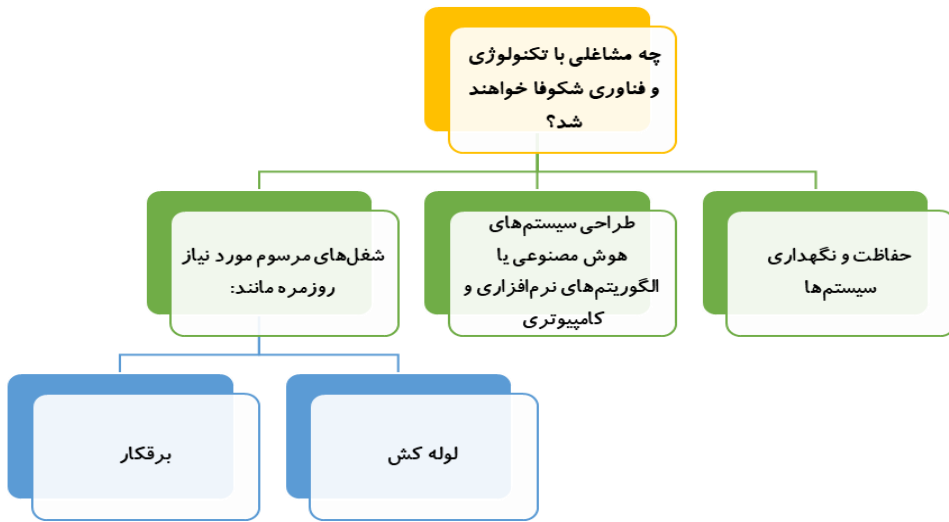 چه مشاغلی با تکنولوژی
و فناوری شکوفا خواهند
شد؟
حفاظت و نگهداری
سیستم‌ها
طراحی سیستم‌های
هوش مصنوعی یا
الگوریتم‌های نرم‌افزاری و
کامپیوتری
شغل‌های مرسوم مورد نیاز
روزمره مانند:
لوله کش
برقکار